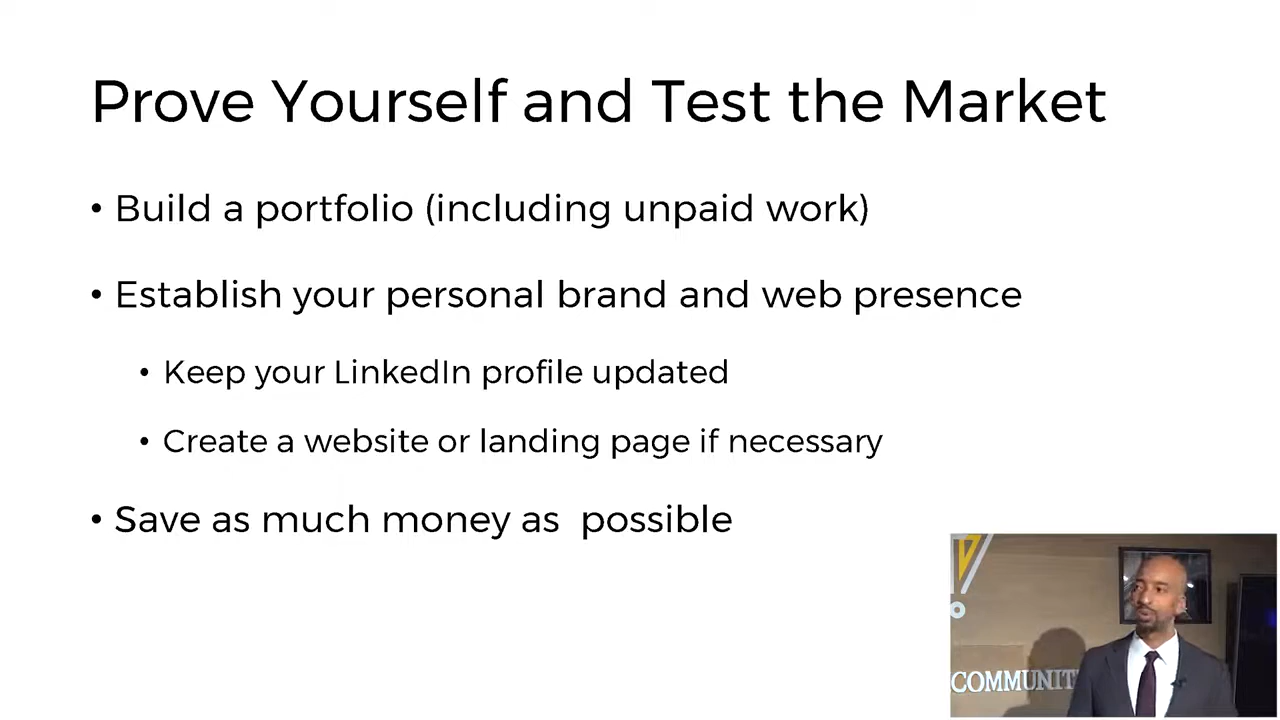 Prove Yourself and Test the Market
• Build a portfolio (including unpaid work)
• Establish your personal brand and web presence
• Keep your LinkedIn profile updated
• Create a website or landing page if necessary
• Save as much money as  possible
COMMUNIT